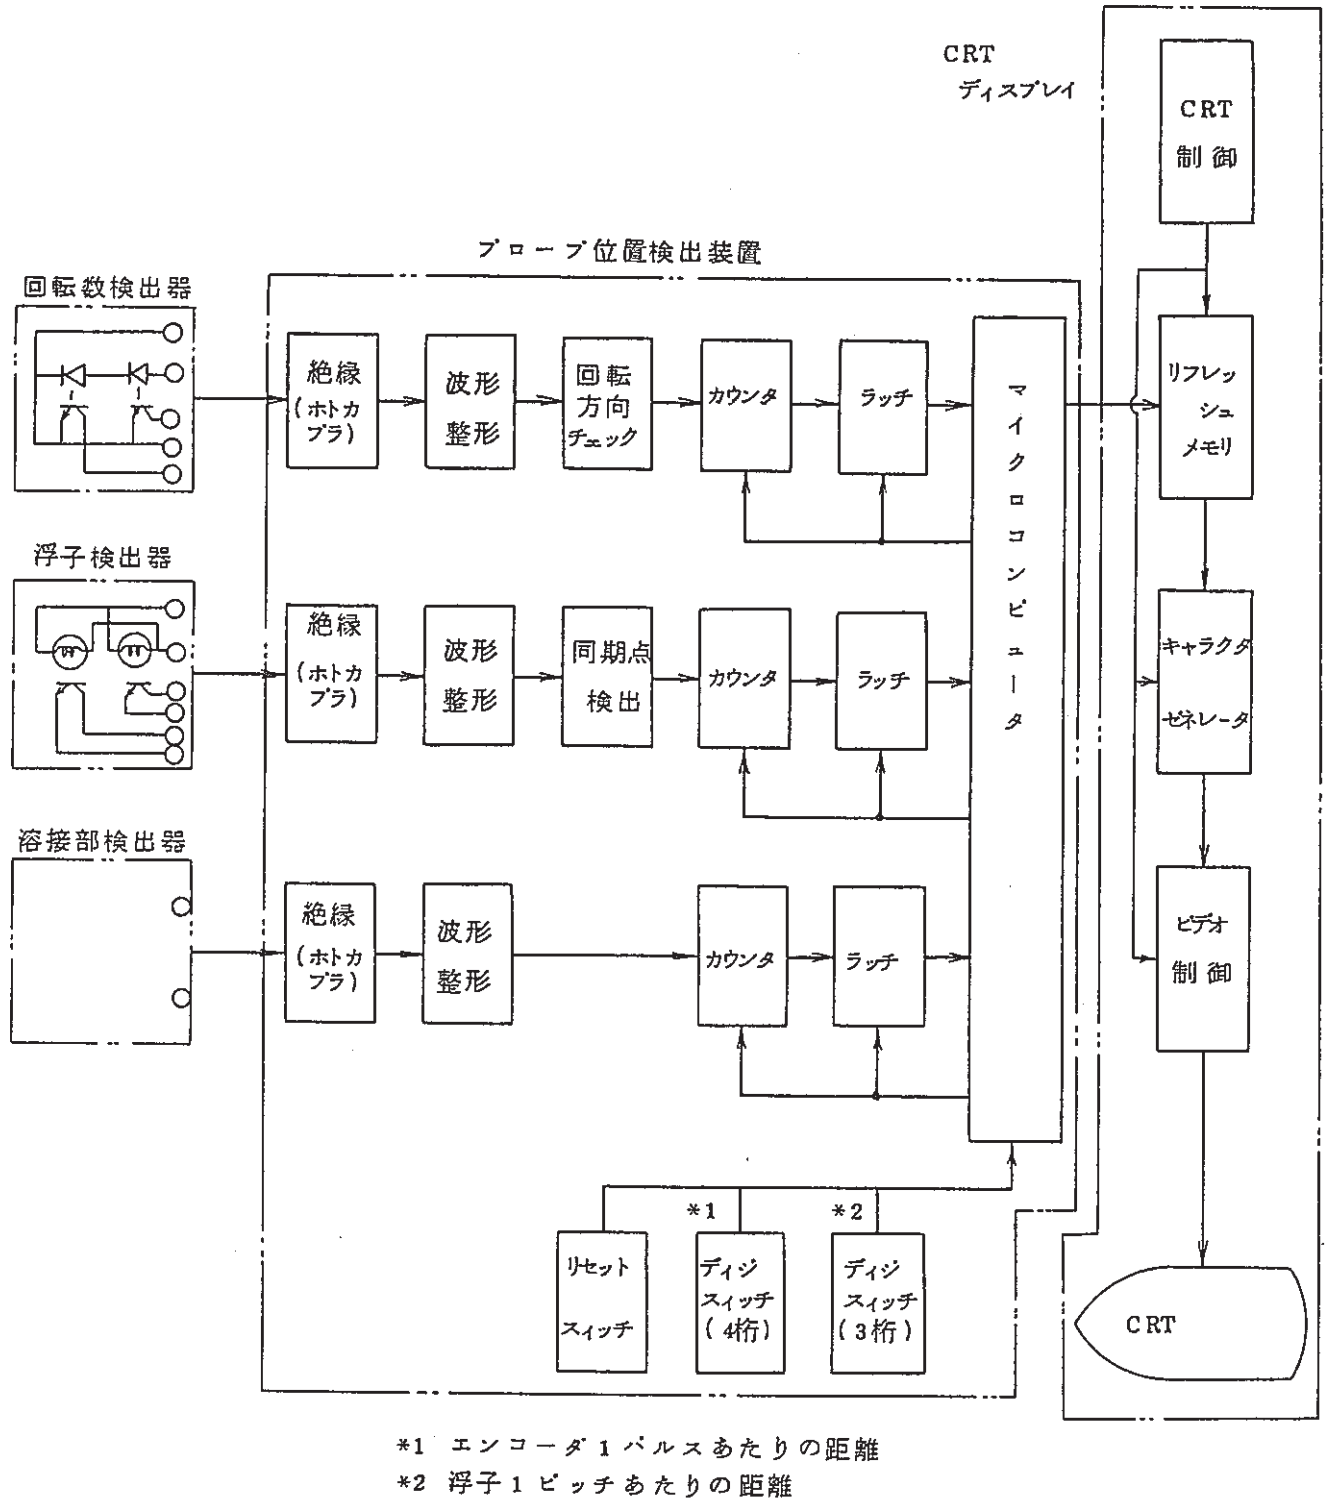 CRT
ディスプレイ
CRT
制御
プローブ位置検出装置
回転数検出器
絶縁
(ホトカ
プラ)
波形
整形
回転
方向
チェック
カウンタ
ラッチ
マイクロコンピュータ
リフレッ
シュ
メモリ
浮子検出器
絶縁
(ホトカ
プラ)
波形
整形
同期点
検出
カウンタ
ラッチ
キャラクタ
ゼネレータ
溶接部検出器
絶縁
(ホトカ
プラ)
波形
整形
カウンタ
ラッチ
ビデオ
制御
*1
*2
リセット
スィッチ
ディジ
スィッチ
(4桁)
ディジ
スィッチ
(3桁)
CRT
*1 エンコーダ1パルスあたりの距離
*2 浮子1ピッチあたりの距離